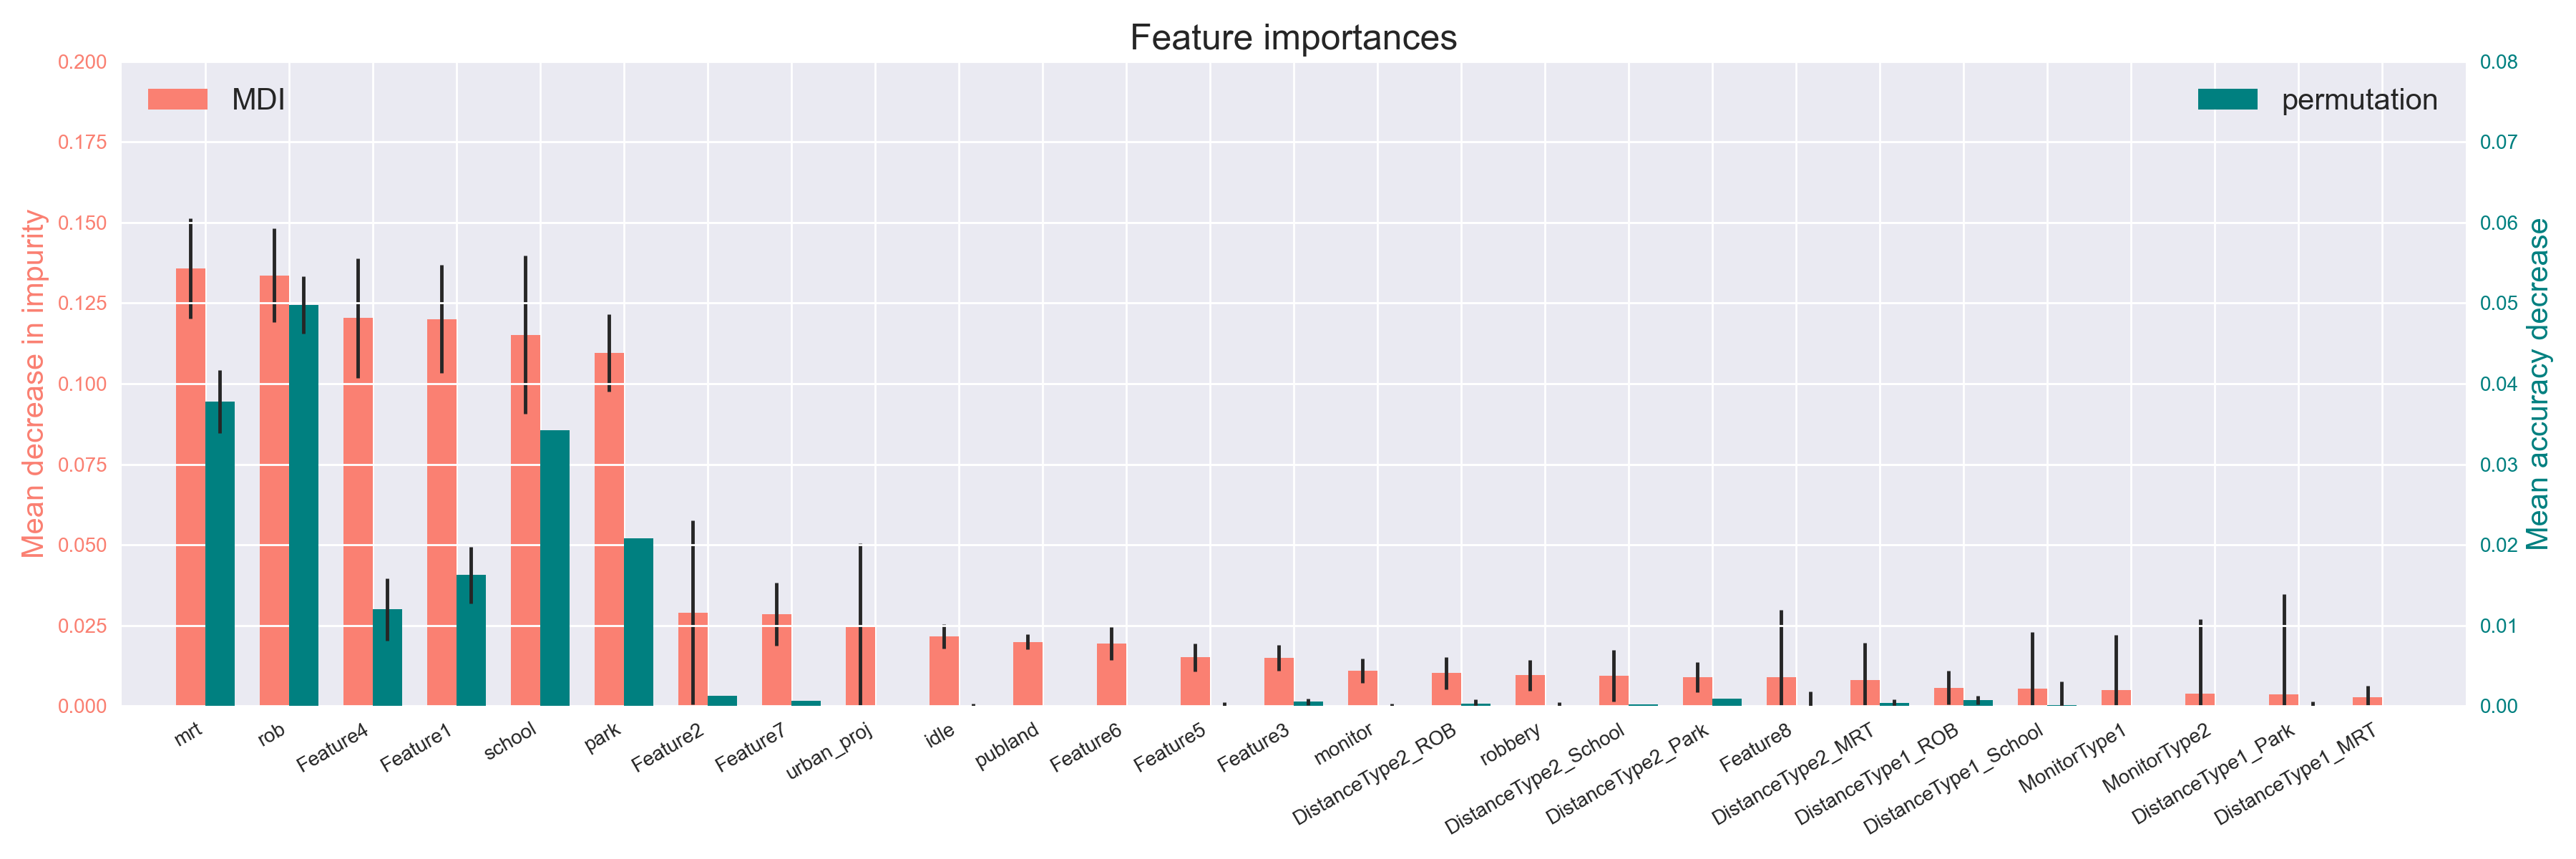 Feature importances
MDI
permutation
Mean decrease in impurity
0.200
0.175
0.150
0.125
0.100
0.075
0.050
0.025
0.000
Mean accuracy decrease
0.08
0.07
0.06
0.05
0.04
0.03
0.02
0.01
0.00
mrt
rob
Feature4
Feature1
school
park
Feature2
Feature7
urban_proj
idle
publand
Feature6
Feature5
Feature3
monitor
DistanceType2_ROB
robbery
DistanceType2_School
DistanceType2_Park
Feature8
DistanceType2_MRT
DistanceType1_ROB
DistanceType1_School
MonitorType1
MonitorType2
DistanceType1_Park
DistanceType1_MRT